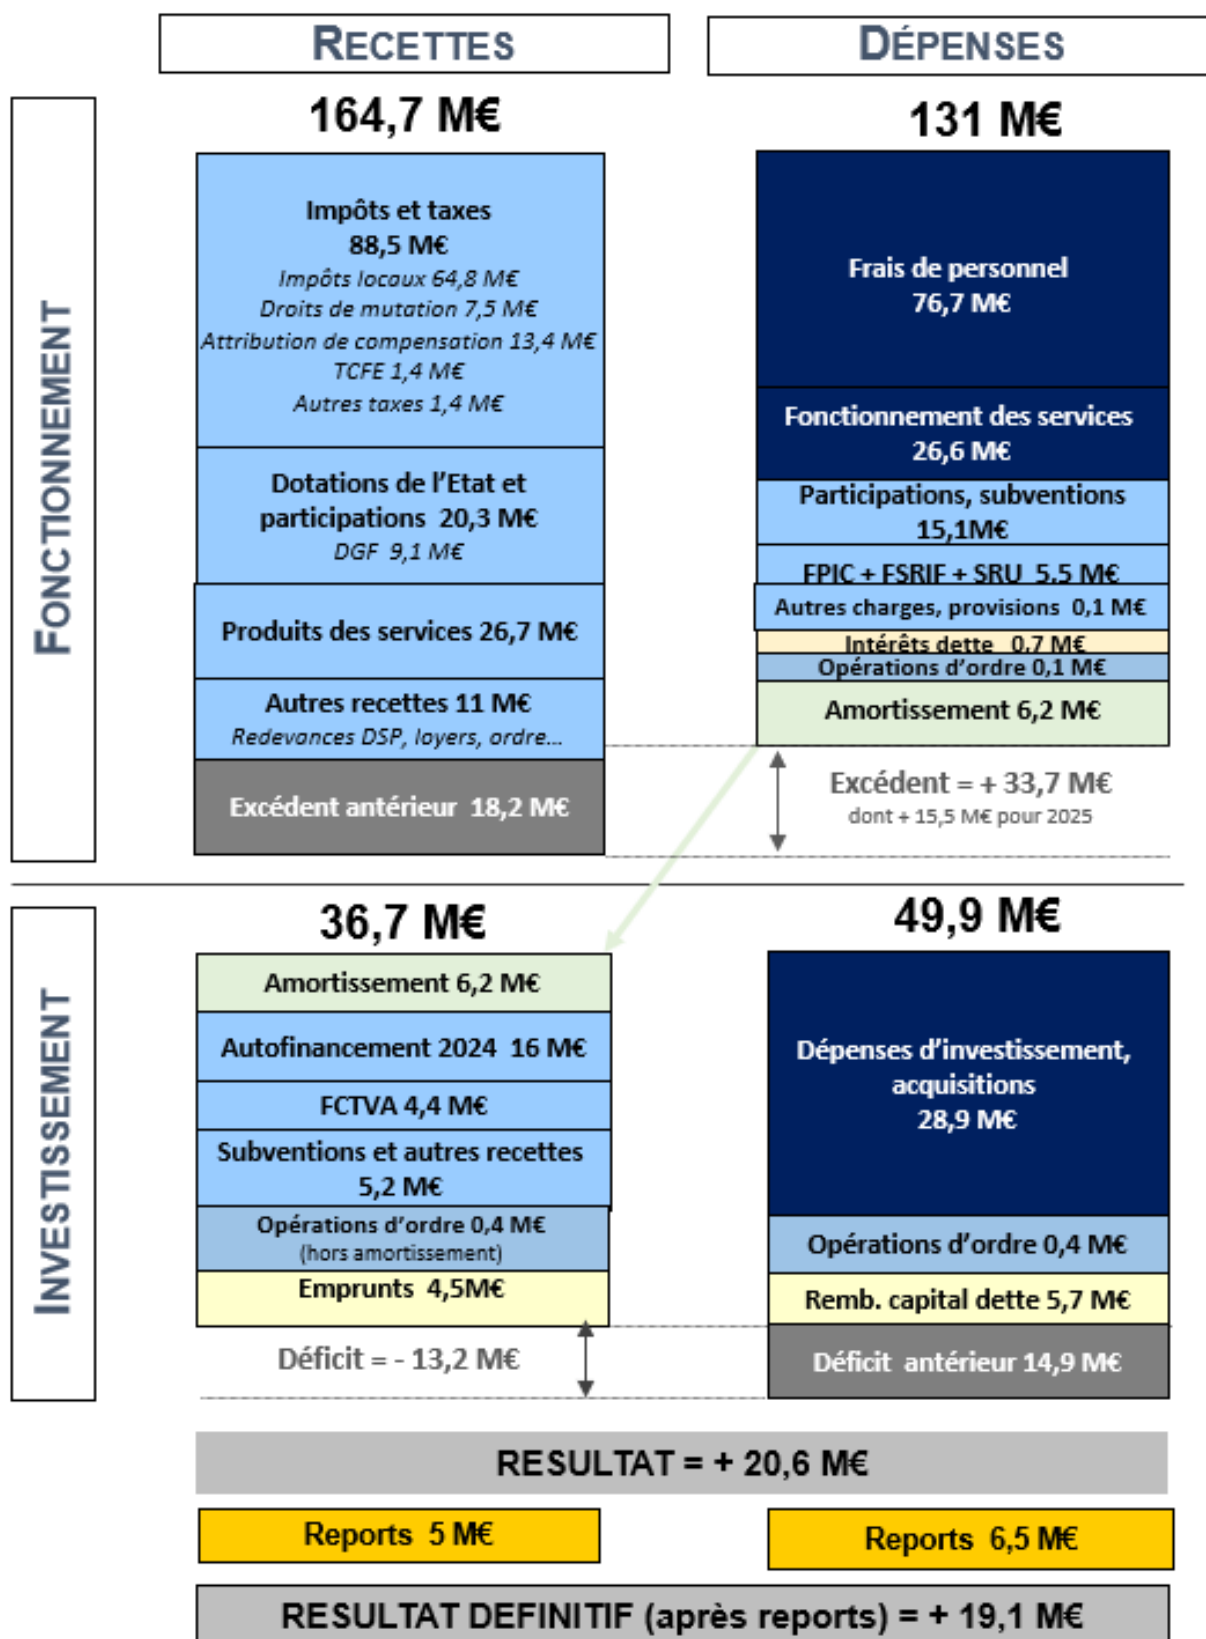 RECETTES
DÉPENSES
FONCTIONNEMENT
164,7 M€
Impôts et taxes
88,5 M€
Impôts locaux 64,8 M€
Droits de mutation 7,5 M€
Attribution de compensation 13,4 M€
TCFE 1,4 M€
Autres taxes 1,4 M€
Dotations de l'Etat et
participations 20,3 M€
DGF 9,1 M€
Produits des services 26,7 M€
Autres recettes 11 M€
Redevances DSP, loyers, ordre...
Excédent antérieur 18,2 M€
131 M€
Frais de personnel
76,7 M€
Fonctionnement des services
26,6 M€
Participations, subventions
15,1M€
FPIC + FSRIF + SRU 5,5 M€
Autres charges, provisions 0,1 M€
Intérêts dette 0,7 M€
Opérations d'ordre 0,1 M€
Amortissement 6,2 M€
Excédent = + 33,7 M€
dont + 15,5 M€ pour 2025
INVESTISSEMENT
36,7 M€
Amortissement 6,2 M€
Autofinancement 2024 16 M€
FCTVA 4,4 M€
Subventions et autres recettes
5,2 M€
Opérations d'ordre 0,4 M€
(hors amortissement)
Emprunts 4,5M€
Déficit = - 13,2 M€
49,9 M€
Dépenses d'investissement,
acquisitions
28,9 M€
Opérations d'ordre 0,4 M€
Remb. capital dette 5,7 M€
Déficit antérieur 14,9 M€
RESULTAT = + 20,6 M€
Reports 5 M€
Reports 6,5 M€
RESULTAT DEFINITIF (après reports) = + 19,1 M€